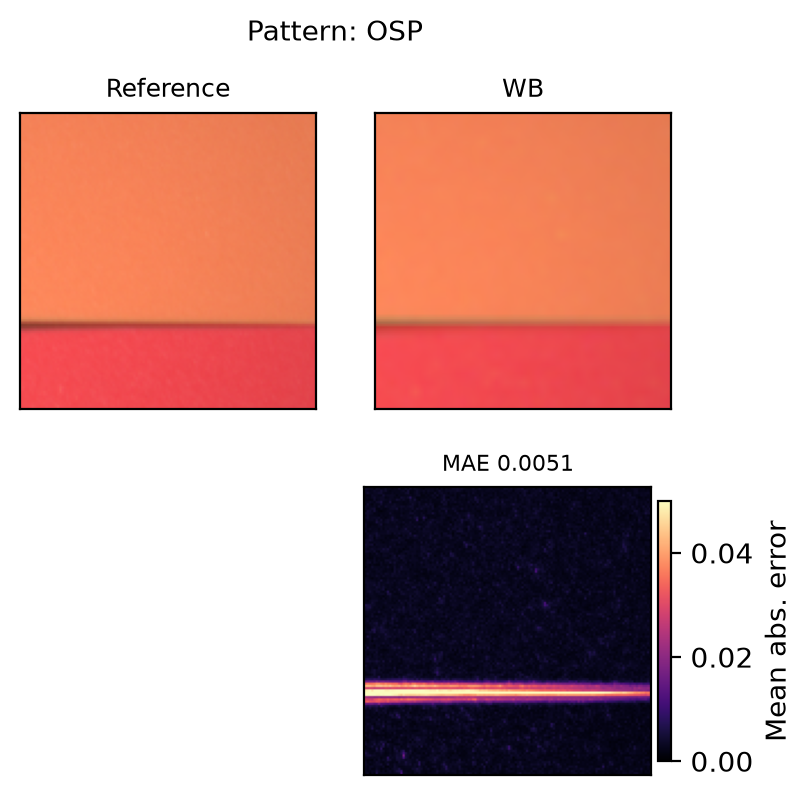 Pattern: OSP
Reference
WB
MAE 0.0051
0.04
0.02
0.00
Mean abs. error